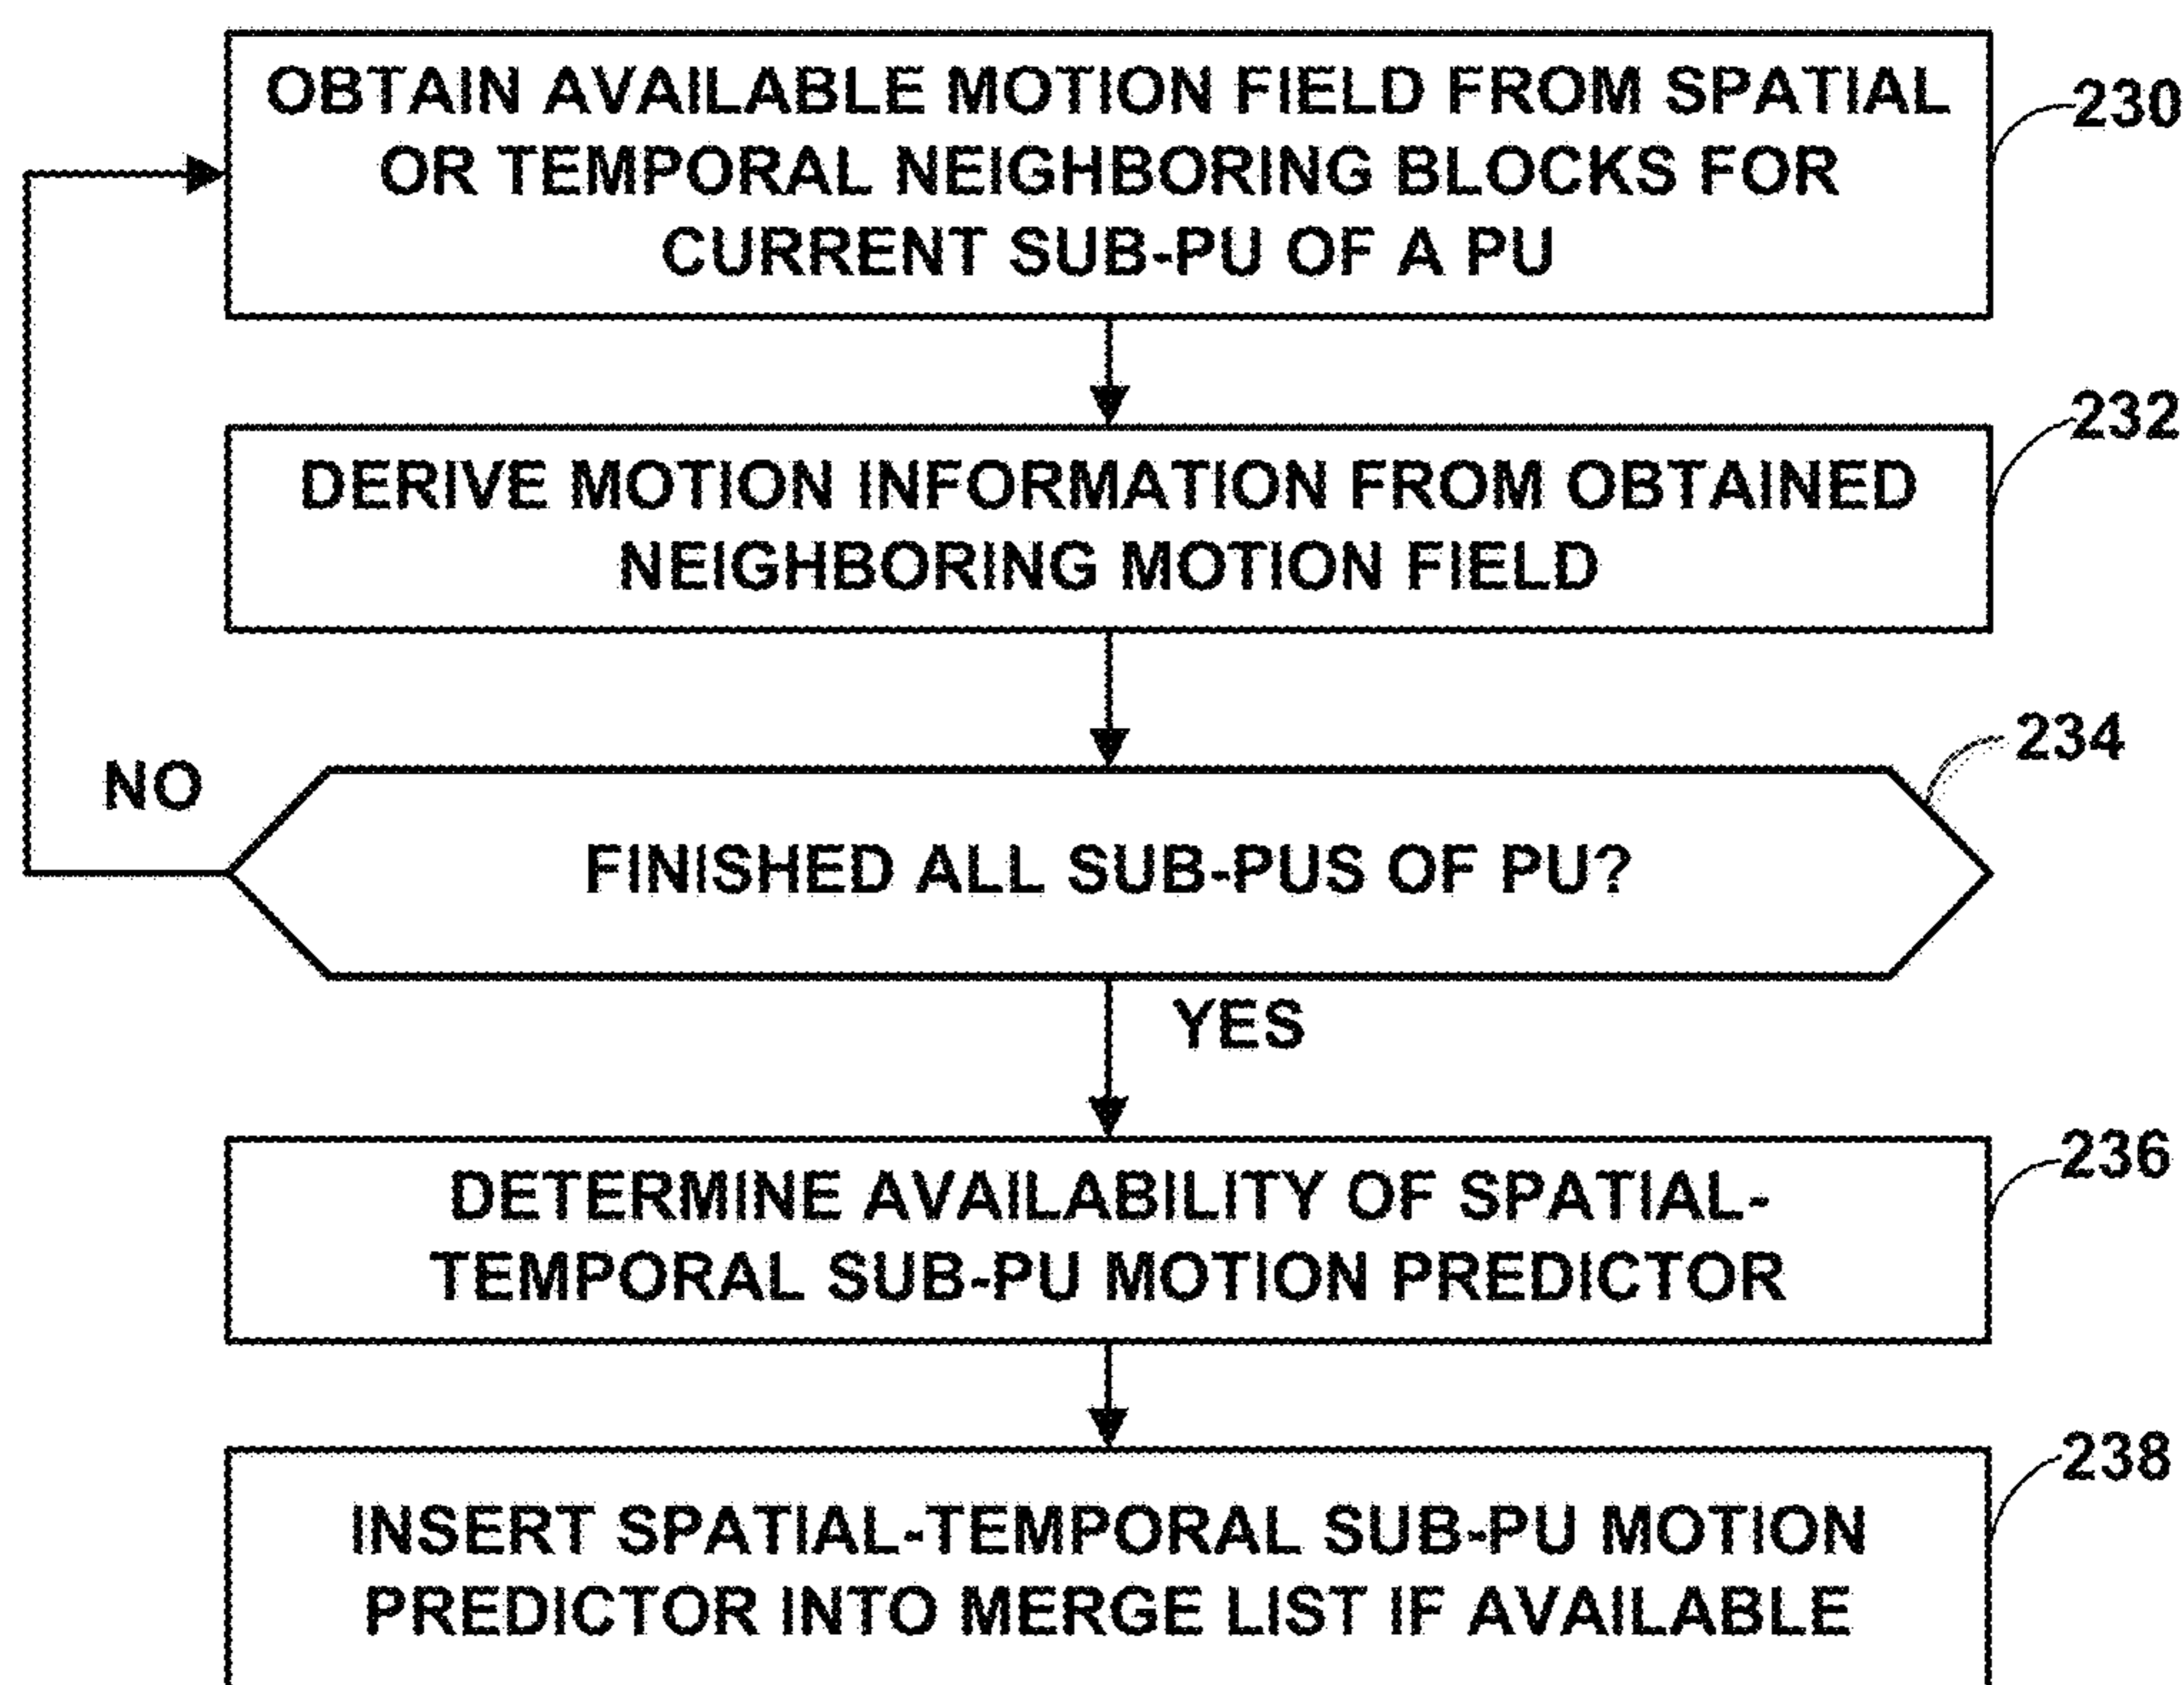 OBTAIN AVAILABLE MOTION FIELD FROM SPATIAL
OR TEMPORAL NEIGHBORING BLOCKS FOR
CURRENT SUB-PU OF A PU
230
DERIVE MOTION INFORMATION FROM OBTAINED
NEIGHBORING MOTION FIELD
232
NO
FINISHED ALL SUB-PUS OF PU?
234
YES
DETERMINE AVAILABILITY OF SPATIAL-
TEMPORAL SUB-PU MOTION PREDICTOR
236
INSERT SPATIAL-TEMPORAL SUB-PU MOTION
PREDICTOR INTO MERGE LIST IF AVAILABLE
238